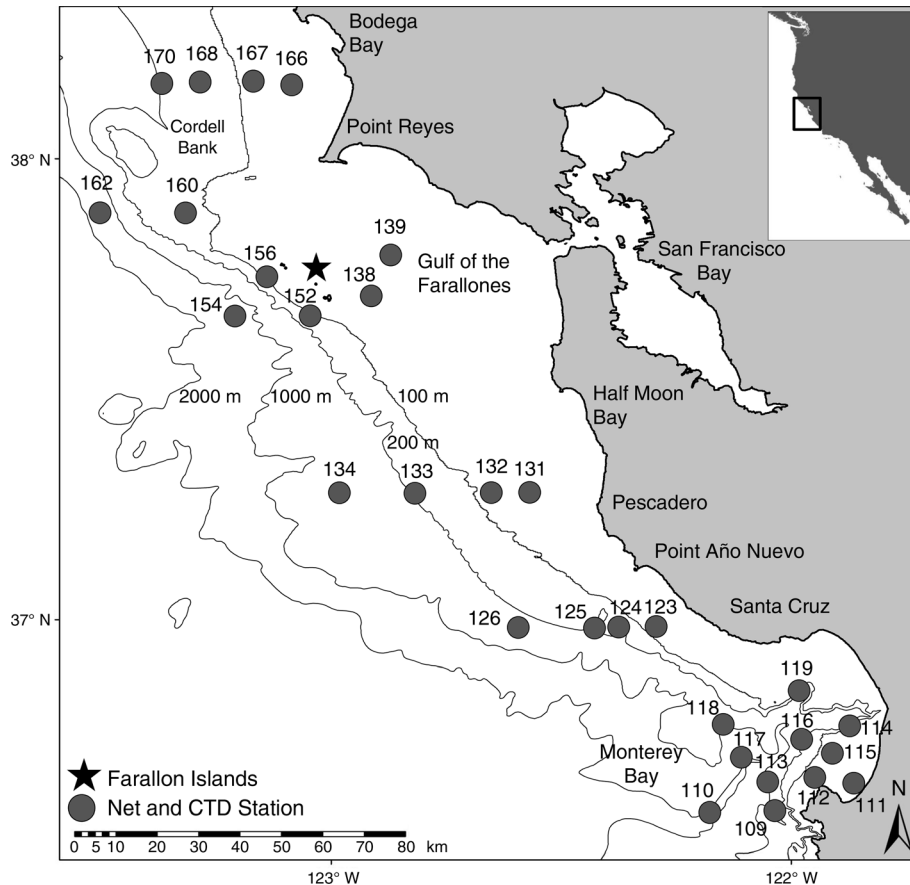 Bodega
Bay
170
168
167
166
Cordell
Bank
Point Reyes
38° N
162
160
139
156
138
Gulf of the
Farallones
San Francisco
Bay
154
152
2000 m
1000 m
100 m
Half Moon
Bay
200 m
134
133
132
131
Pescadero
Point Año Nuevo
37° N
126
125
124
123
Santa Cruz
119
118
116
114
117
115
Monterey
Bay
113
110
112
111
109
Farallon Islands
Net and CTD Station
N
0 5 10 20 30 40 50 60 70 80 km
123° W
122° W